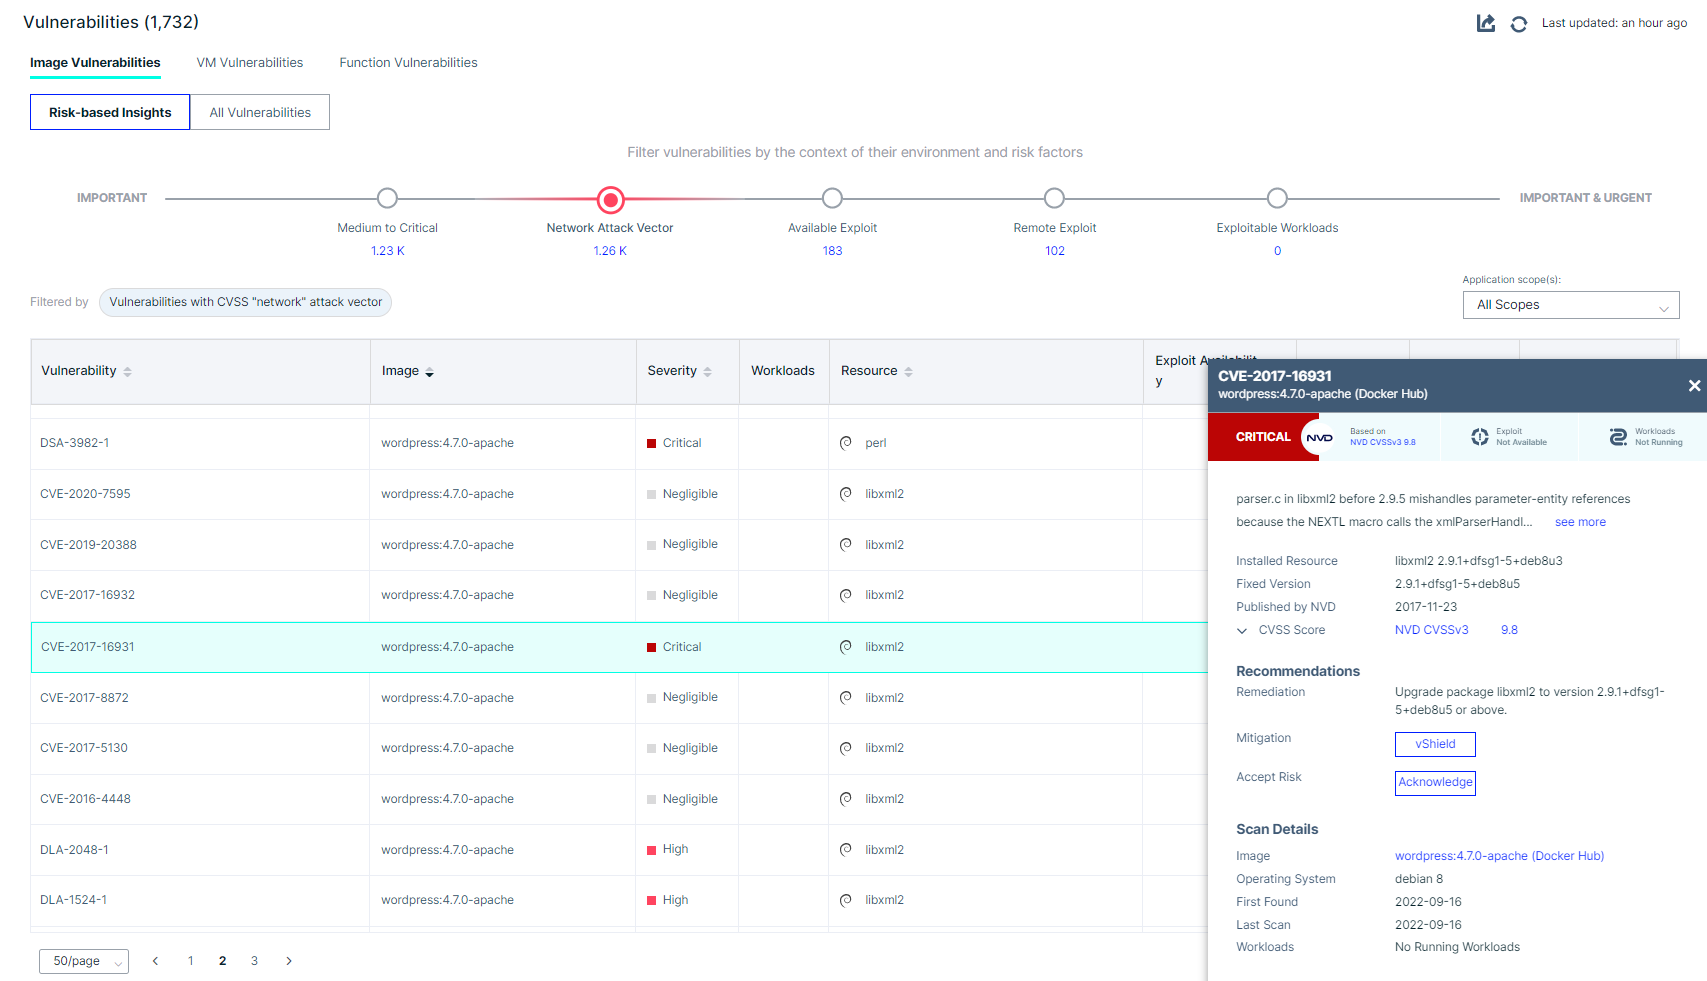 Vulnerabilities (1,732)
Last updated: an hour ago
Image Vulnerabilities
VM Vulnerabilities
Function Vulnerabilities
Risk-based Insights
All Vulnerabilities
Filter vulnerabilities by the context of their environment and risk factors
IMPORTANT
IMPORTANT & URGENT
Medium to Critical
Network Attack Vector
Available Exploit
Remote Exploit
Exploitable Workloads
1.23 K
1.26 K
183
102
0
Application scope(s):
Filtered by
Vulnerabilities with CVSS "network" attack vector
All Scopes
Vulnerability
Image
Severity
Workloads
Resource
Exploit Availabilit
y
DSA-3982-1
wordpress:4.7.0-apache
Critical
perl
CVE-2020-7595
wordpress:4.7.0-apache
Negligible
libxml2
CVE-2019-20388
wordpress:4.7.0-apache
Negligible
libxml2
CVE-2017-16932
wordpress:4.7.0-apache
Negligible
libxml2
CVE-2017-16931
wordpress:4.7.0-apache
Critical
libxml2
CVE-2017-8872
wordpress:4.7.0-apache
Negligible
libxml2
CVE-2017-5130
wordpress:4.7.0-apache
Negligible
libxml2
CVE-2016-4448
wordpress:4.7.0-apache
Negligible
libxml2
DLA-2048-1
wordpress:4.7.0-apache
High
libxml2
DLA-1524-1
wordpress:4.7.0-apache
High
libxml2
50/page
1
2
3
CVE-2017-16931
wordpress:4.7.0-apache (Docker Hub)
CRITICAL
NVD
Based on
NVD CVSSv3 9.8
Exploit
Not Available
Workloads
Not Running
parser.c in libxml2 before 2.9.5 mishandles parameter-entity references
because the NEXTL macro calls the xmlParserHandl... see more
Installed Resource libxml2 2.9.1+dfsg1-5+deb8u3
Fixed Version 2.9.1+dfsg1-5+deb8u5
Published by NVD 2017-11-23
CVSS Score NVD CVSSv3 9.8
Recommendations
Remediation Upgrade package libxml2 to version 2.9.1+dfsg1-
5+deb8u5 or above.
Mitigation vShield
Accept Risk Acknowledge
Scan Details
Image wordpress:4.7.0-apache (Docker Hub)
Operating System debian 8
First Found 2022-09-16
Last Scan 2022-09-16
Workloads No Running Workloads